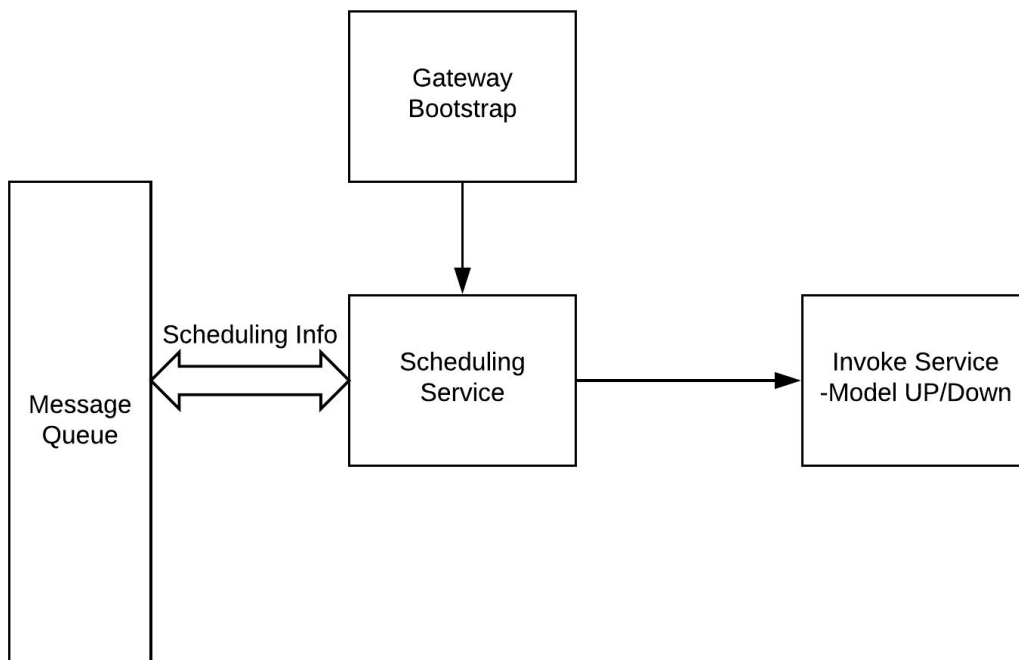 Gateway
Bootstrap
Scheduling Info
Scheduling
Service
Invoke Service
-Model UP/Down
Message
Queue